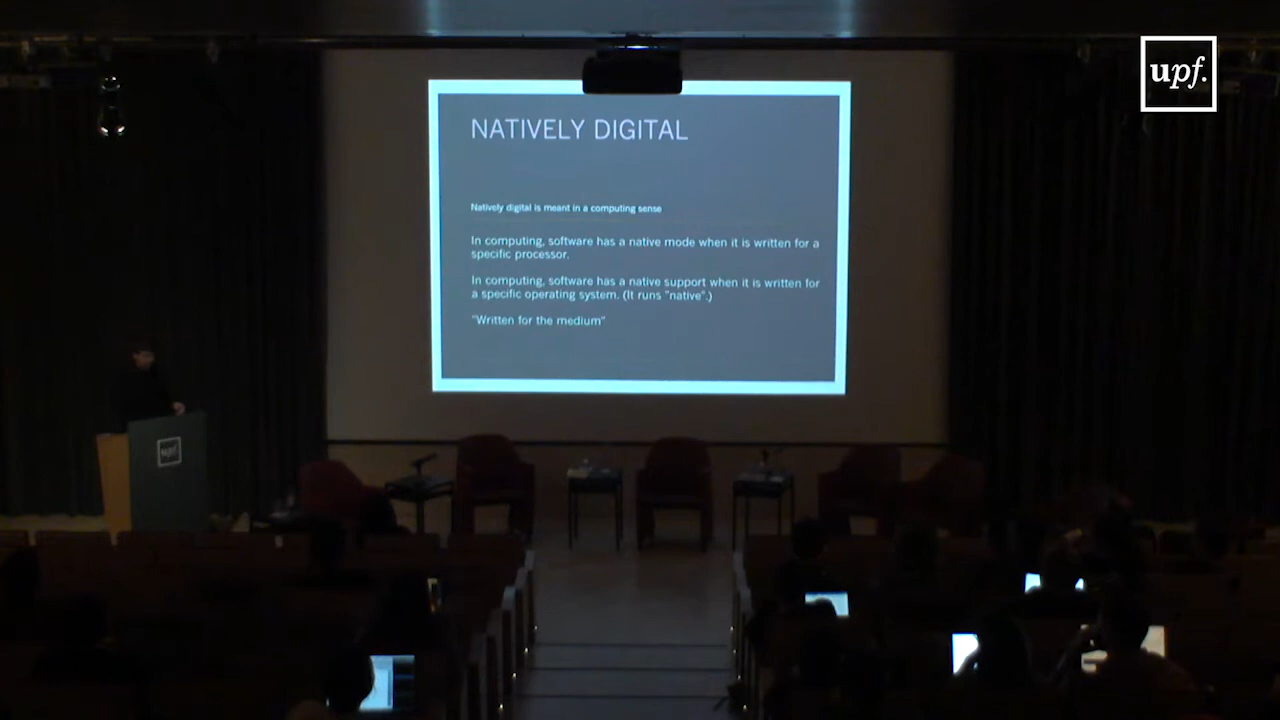 upf.
NATIVELY DIGITAL
Natively digital is meant in a computing sense
In computing, software has a native mode when it is written for a
specific processor.
In computing, software has a native support when it is written for
a specific operating system. (It runs "native".)
"Written for the medium"
upf.